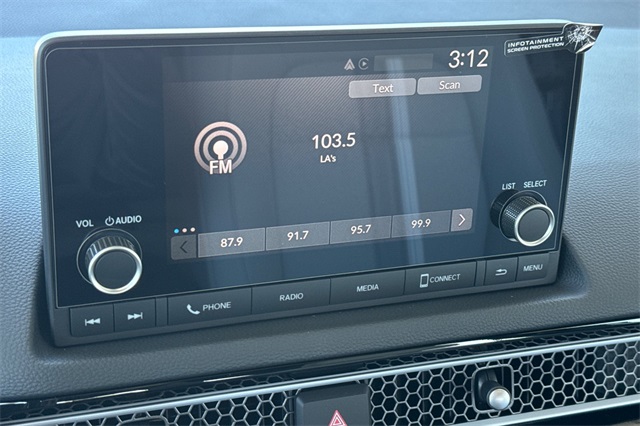 INFOTAINMENT
SCREEN PROTECTION
3:12
Text Scan
FM
103.5
LA's
87.9 91.7 95.7 99.9
VOL AUDIO
LIST SELECT
PHONE RADIO MEDIA CONNECT MENU